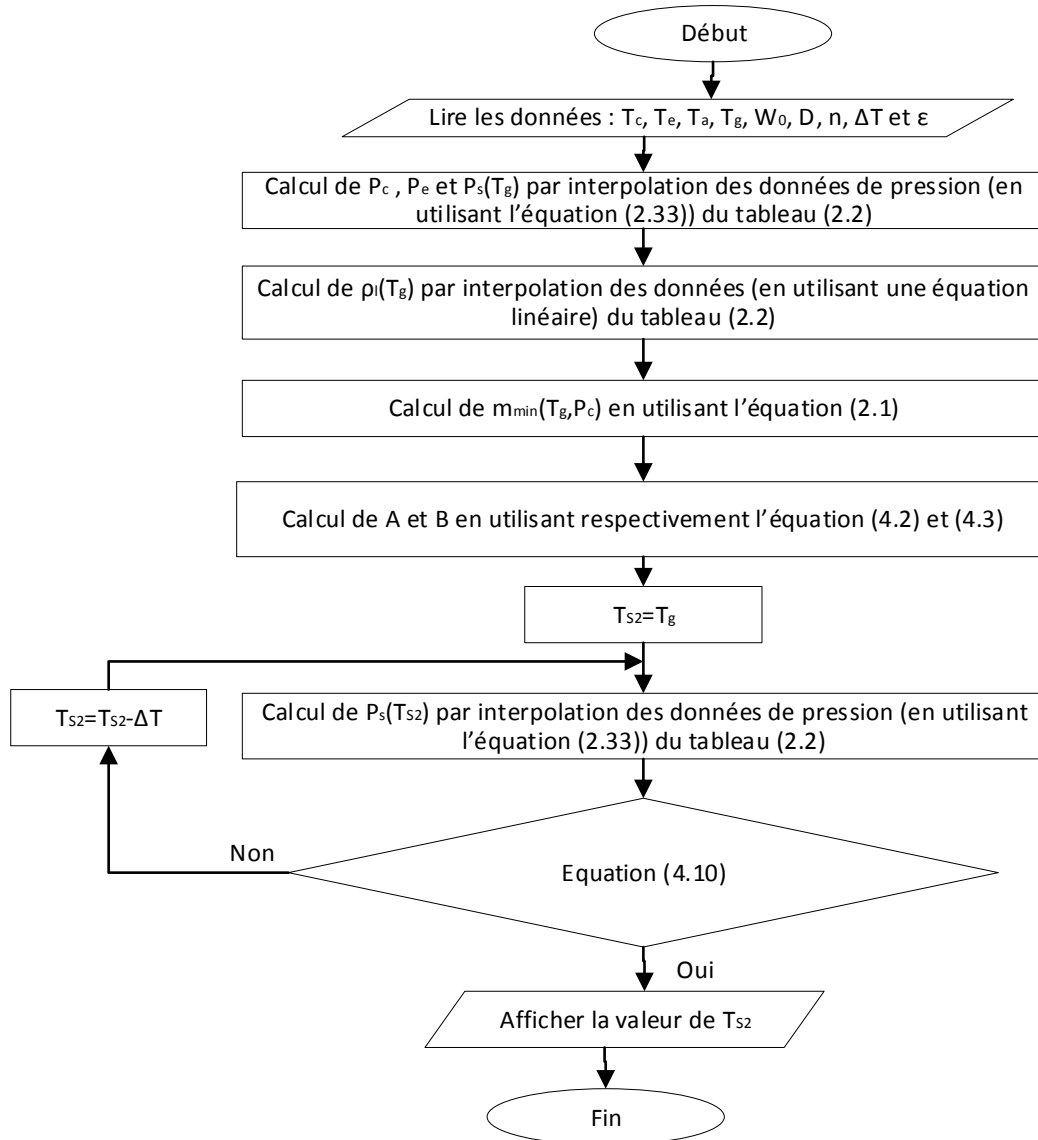 Début
Lire les données : Tc, Te, Ta, Tg, W0, D, n, ΔT et ε
Calcul de Pc , Pe et Ps(Tg) par interpolation des données de pression (en
utilisant l’équation (2.33)) du tableau (2.2)
Calcul de ρl(Tg) par interpolation des données (en utilisant une équation
linéaire) du tableau (2.2)
Calcul de mmin(Tg,Pc) en utilisant l’équation (2.1)
Calcul de A et B en utilisant respectivement l’équation (4.2) et (4.3)
TS2=Tg
TS2=TS2-ΔT
Calcul de Ps(TS2) par interpolation des données de pression (en utilisant
l’équation (2.33)) du tableau (2.2)
Non
Equation (4.10)
Oui
Afficher la valeur de TS2
Fin